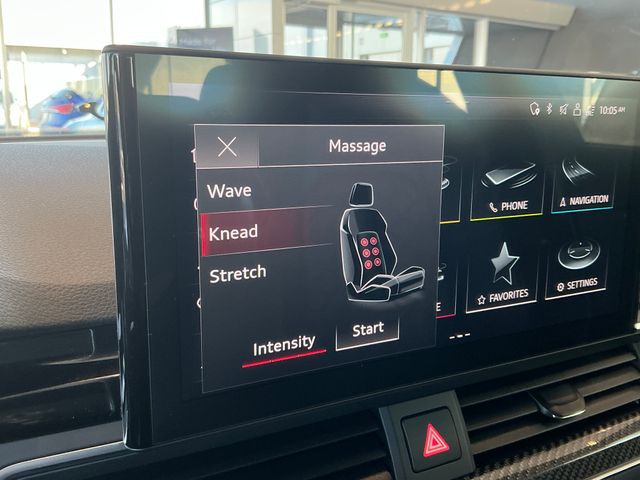 10:05 AM
Massage
Wave
Knead
Stretch
Intensity
Start
PHONE
NAVIGATION
FAVORITES
SETTINGS